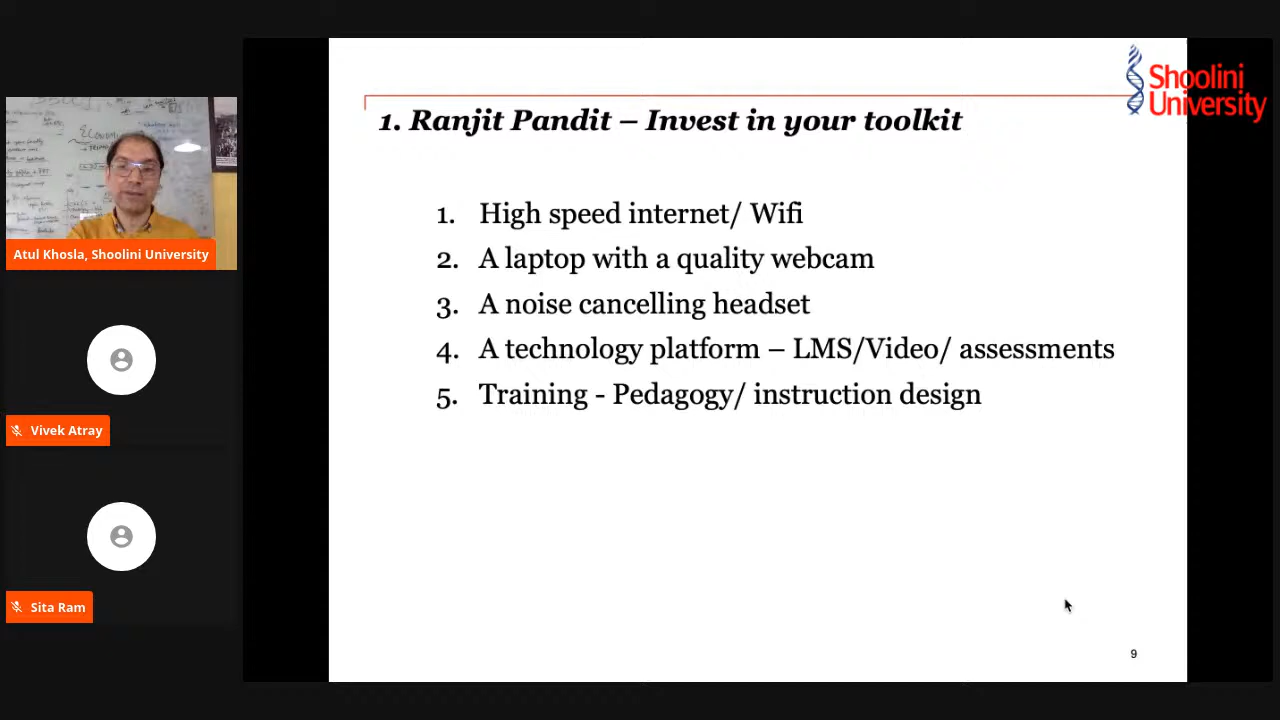 Shoolini
University
1. Ranjit Pandit – Invest in your toolkit
1. High speed internet/ Wifi
2. A laptop with a quality webcam
3. A noise cancelling headset
4. A technology platform – LMS/Video/ assessments
5. Training - Pedagogy/ instruction design
9
Atul Khosla, Shoolini University
Vivek Atray
Sita Ram